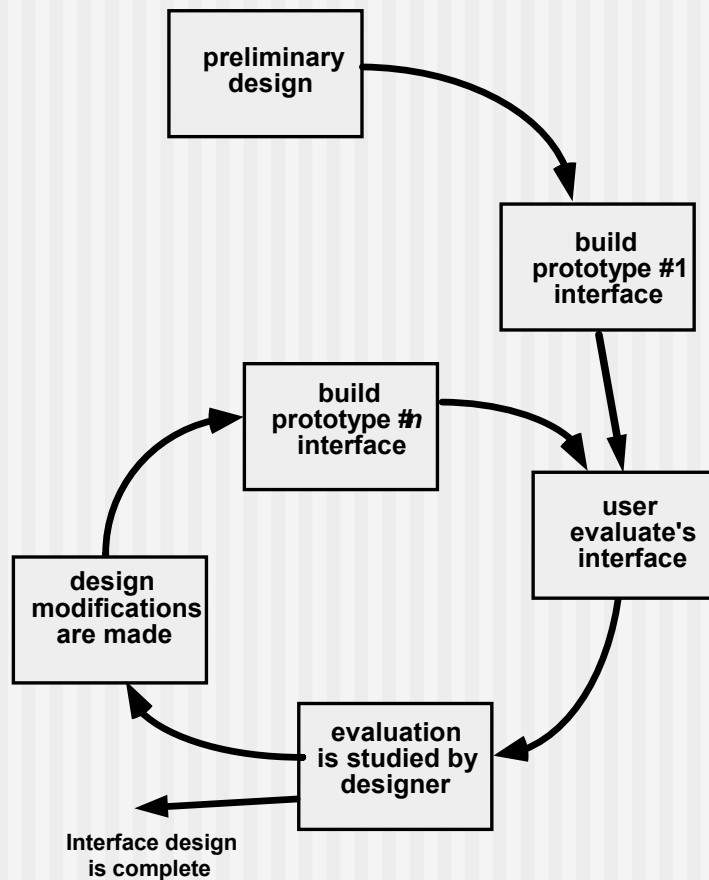 preliminary
design
build
prototype #1
interface
build
prototype #n
interface
user
evaluate's
interface
design
modifications
are made
evaluation
is studied by
designer
Interface design
is complete